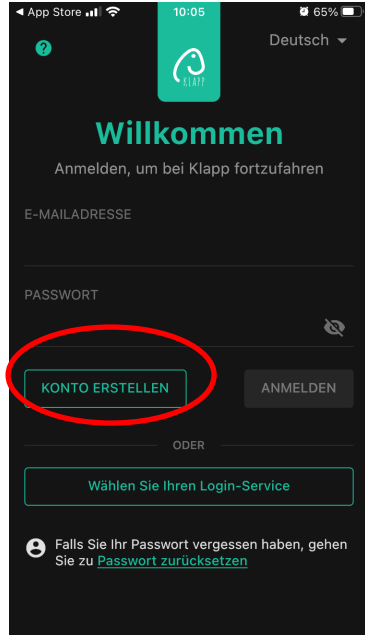 App Store
10:05
65%
Deutsch
?
KLAPP
Willkommen
Anmelden, um bei Klapp fortzufahren
E-MAILADRESSE
PASSWORT
KONTO ERSTELLEN
ANMELDEN
ODER
Wählen Sie Ihren Login-Service
Falls Sie Ihr Passwort vergessen haben, gehen
Sie zu Passwort zurücksetzen